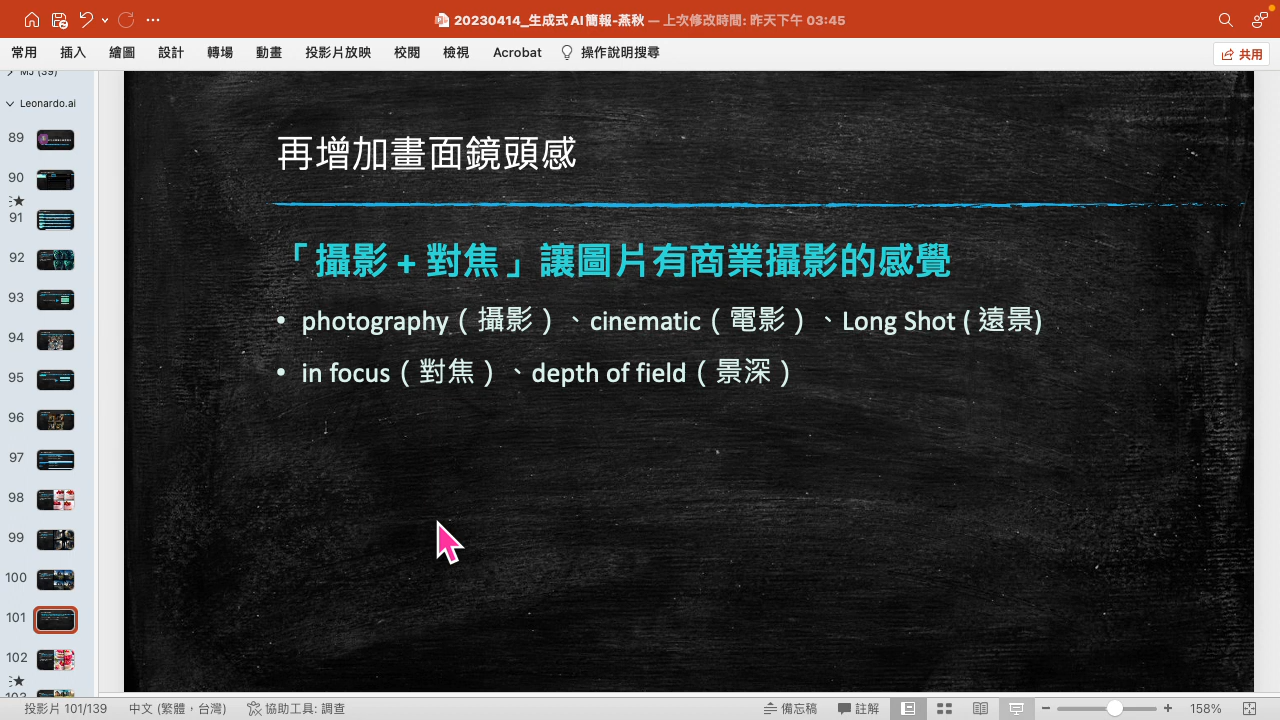 20230414_生成式AI簡報-燕秋 — 上次修改時間: 昨天下午 03:45
常用 插入 繪圖 設計 轉場 動畫 投影片放映 校閱 檢視 Acrobat 操作說明搜尋 共用
MJ (39)
Leonardo.ai
89
90
91
92
93
94
95
96
97
98
99
100
101
102
103
再增加畫面鏡頭感
「攝影 + 對焦」讓圖片有商業攝影的感覺
• photography（攝影）、cinematic（電影）、Long Shot ( 遠景)
• in focus（對焦）、depth of field（景深）
投影片 101/139 中文 (繁體，台灣) 協助工具: 調查 備忘稿 註解 158%